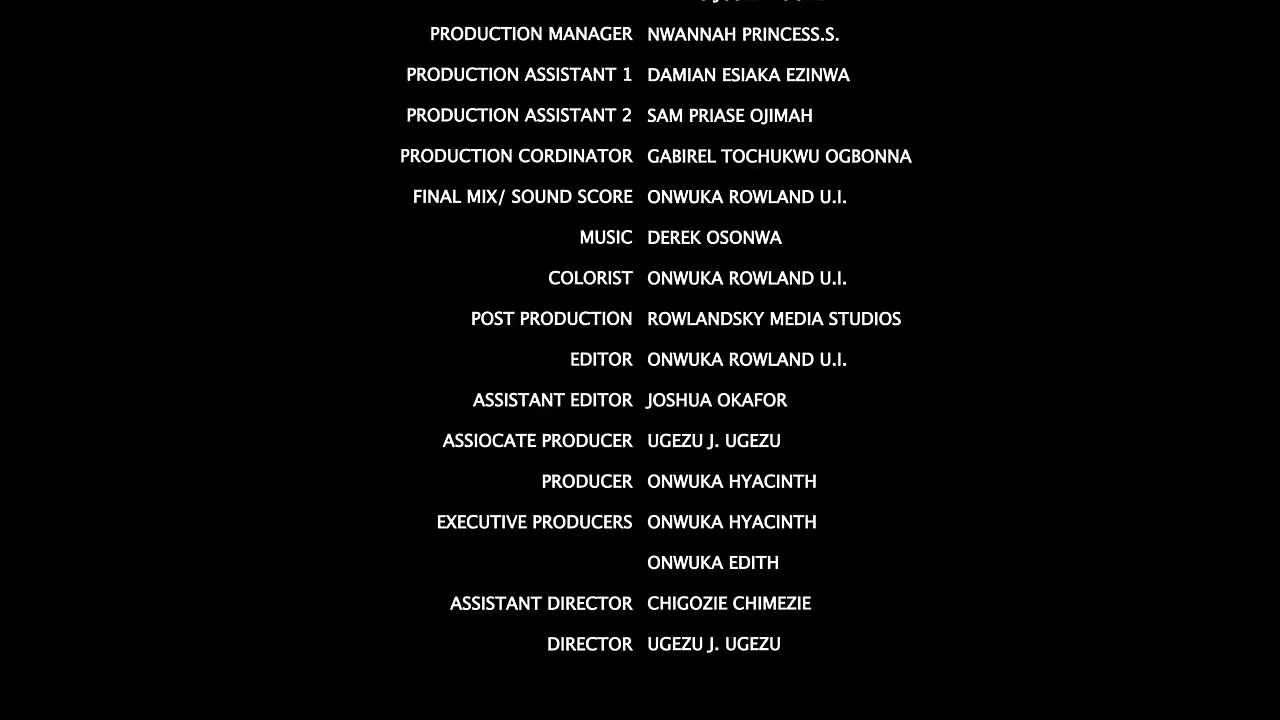 PRODUCTION MANAGER NWANNAH PRINCESS.S.
PRODUCTION ASSISTANT 1 DAMIAN ESIAKA EZINWA
PRODUCTION ASSISTANT 2 SAM PRIASE OJIMAH
PRODUCTION CORDINATOR GABIREL TOCHUKWU OGBONNA
FINAL MIX/ SOUND SCORE ONWUKA ROWLAND U.I.
MUSIC DEREK OSONWA
COLORIST ONWUKA ROWLAND U.I.
POST PRODUCTION ROWLANDSKY MEDIA STUDIOS
EDITOR ONWUKA ROWLAND U.I.
ASSISTANT EDITOR JOSHUA OKAFOR
ASSIOCATE PRODUCER UGEZU J. UGEZU
PRODUCER ONWUKA HYACINTH
EXECUTIVE PRODUCERS ONWUKA HYACINTH
ONWUKA EDITH
ASSISTANT DIRECTOR CHIGOZIE CHIMEZIE
DIRECTOR UGEZU J. UGEZU